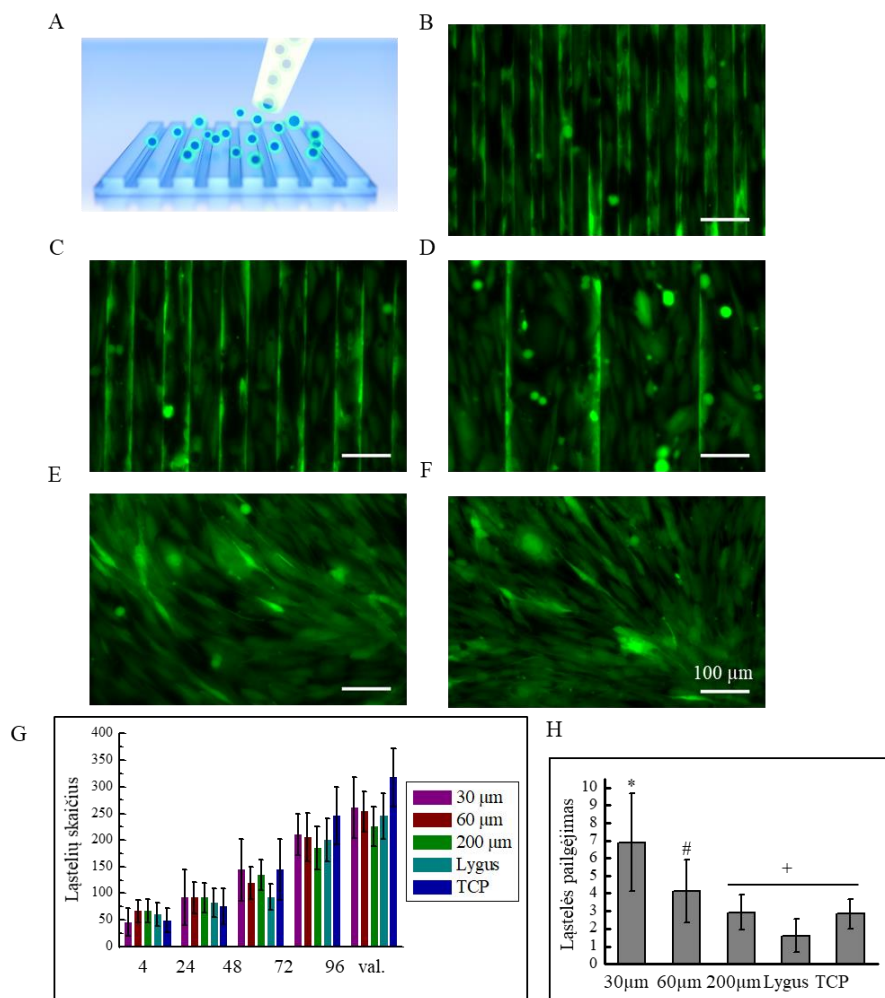 A
B
C
D
E
F
100 µm
G
Ląstelių skaičius
400
350
300
250
200
150
100
50
0
4 24 48 72 96 val.
30 µm
60 µm
200 µm
Lygus
TCP
H
Ląstelės pailgėjimas
10
9
8
7
6
5
4
3
2
1
0
*
#
+
30µm 60µm 200µm Lygus TCP